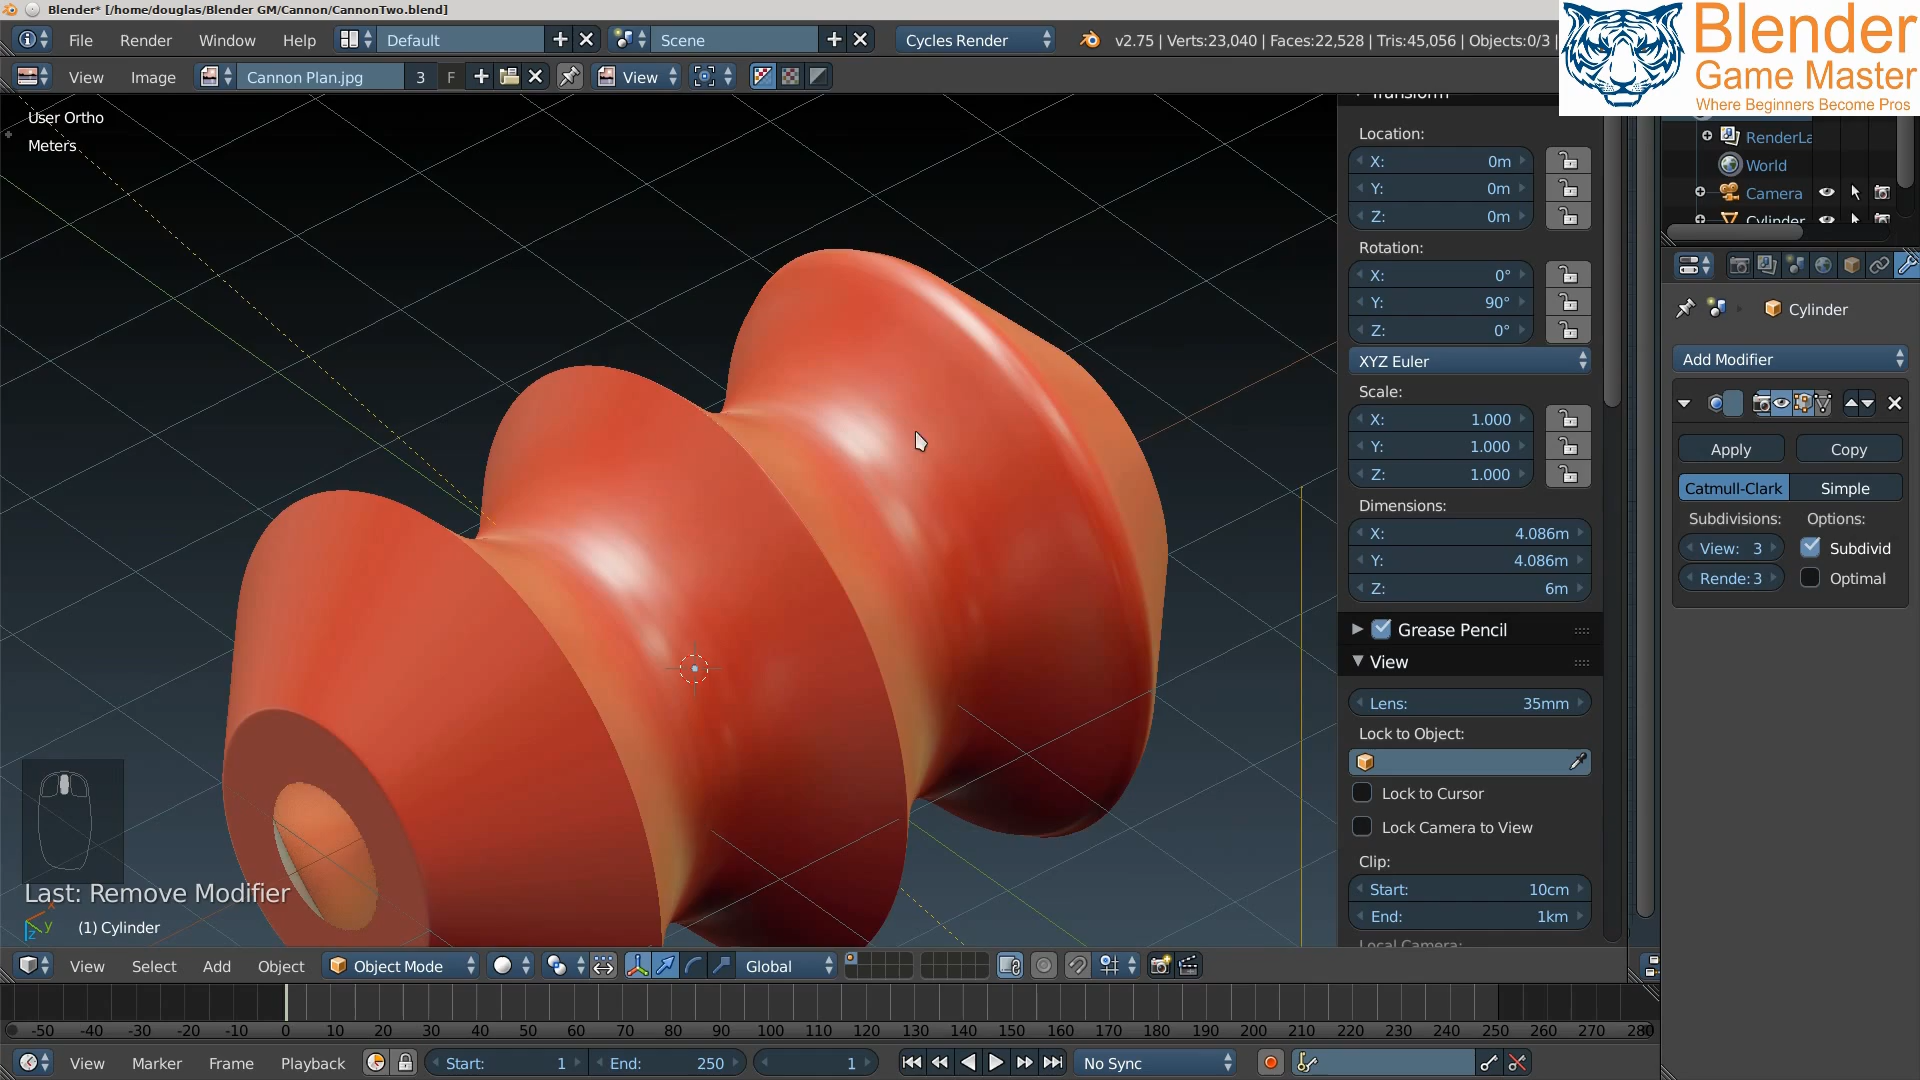 Blender* [/home/douglas/Blender GM/Cannon/CannonTwo.blend]
File Render Window Help Default Scene Cycles Render v2.75 | Verts:23,040 | Faces:22,528 | Tris:45,056 | Objects:0/3 |
Blender
Game Master
Where Beginners Become Pros
View Image Cannon Plan.jpg 3 F View
User Ortho
Meters
Transform
Location:
X: 0m
Y: 0m
Z: 0m
Rotation:
X: 0°
Y: 90°
Z: 0°
XYZ Euler
Scale:
X: 1.000
Y: 1.000
Z: 1.000
Dimensions:
X: 4.086m
Y: 4.086m
Z: 6m
Grease Pencil
View
Lens: 35mm
Lock to Object:
Lock to Cursor
Lock Camera to View
Clip:
Start: 10cm
End: 1km
Local Camera:
RenderLa
World
Camera
Cylinder
Cylinder
Add Modifier
Apply Copy
Catmull-Clark Simple
Subdivisions: Options:
View: 3 Subdivid
Rende: 3 Optimal
Last: Remove Modifier
(1) Cylinder
z y
View Select Add Object Object Mode Global
-50 -40 -30 -20 -10 0 10 20 30 40 50 60 70 80 90 100 110 120 130 140 150 160 170 180 190 200 210 220 230 240 250 260 270 280
View Marker Frame Playback Start: 1 End: 250 1 No Sync